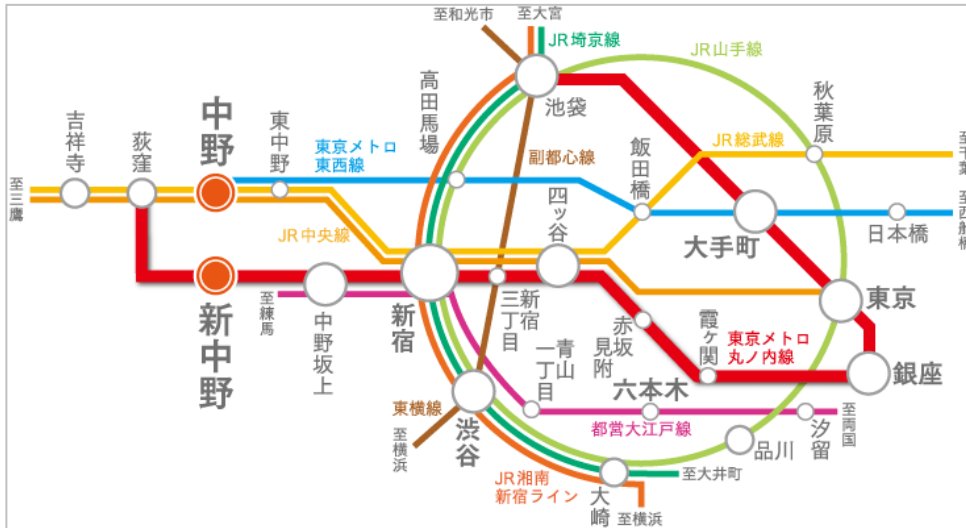 至和光市
至大宮
JR埼京線
JR山手線
高田馬場
池袋
秋葉原
吉祥寺
荻窪
中野
東中野
東京メトロ
東西線
副都心線
飯田橋
JR総武線
至千葉
至三鷹
四ッ谷
至西船橋
JR中央線
大手町
日本橋
新中野
至練馬
中野坂上
新宿
新宿
三丁目
赤坂
見附
霞ヶ関
東京メトロ
丸ノ内線
東京
銀座
青山
一丁目
六本木
東横線
至横浜
渋谷
都営大江戸線
汐留
至両国
品川
JR湘南
新宿ライン
大崎
至大井町
至横浜